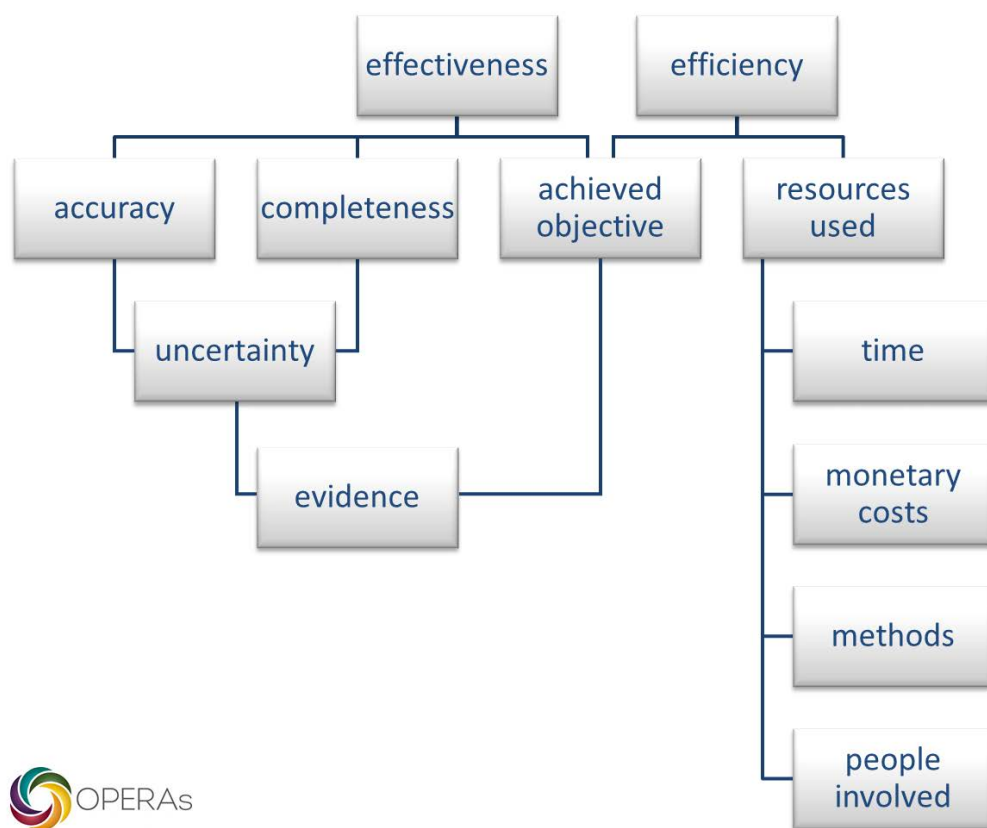 effectiveness
efficiency
accuracy
completeness
achieved
objective
resources
used
uncertainty
time
evidence
monetary
costs
methods
people
involved
OPERAs